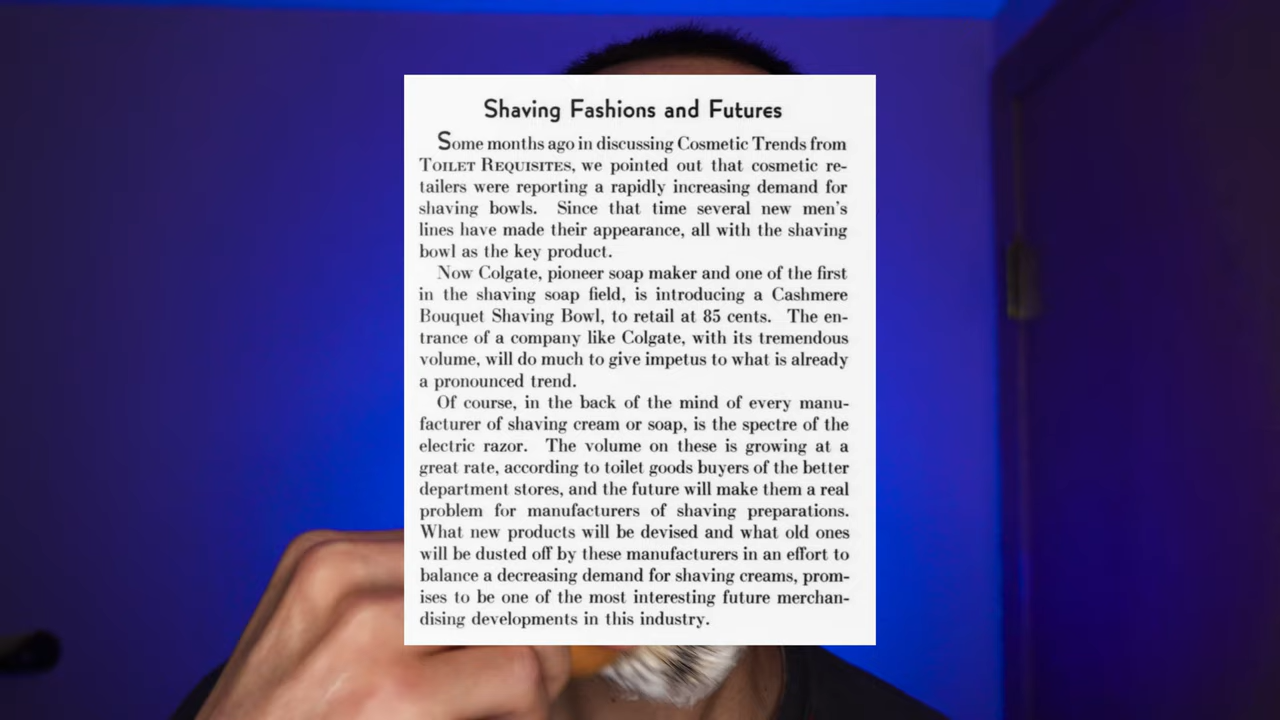 Shaving Fashions and Futures
Some months ago in discussing Cosmetic Trends from
TOILET REQUISITES, we pointed out that cosmetic re-
tailers were reporting a rapidly increasing demand for
shaving bowls. Since that time several new men's
lines have made their appearance, all with the shaving
bowl as the key product.
Now Colgate, pioneer soap maker and one of the first
in the shaving soap field, is introducing a Cashmere
Bouquet Shaving Bowl, to retail at 85 cents. The en-
trance of a company like Colgate, with its tremendous
volume, will do much to give impetus to what is already
a pronounced trend.
Of course, in the back of the mind of every manu-
facturer of shaving cream or soap, is the spectre of the
electric razor. The volume on these is growing at a
great rate, according to toilet goods buyers of the better
department stores, and the future will make them a real
problem for manufacturers of shaving preparations.
What new products will be devised and what old ones
will be dusted off by these manufacturers in an effort to
balance a decreasing demand for shaving creams, prom-
ises to be one of the most interesting future merchan-
dising developments in this industry.